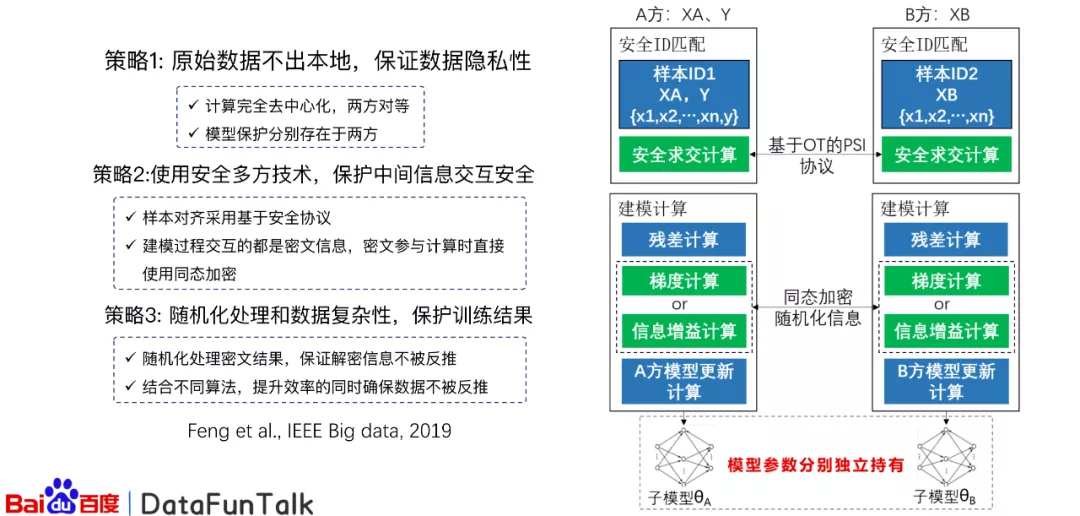 策略1: 原始数据不出本地，保证数据隐私性
✓ 计算完全去中心化，两方对等
✓ 模型保护分别存在于两方
策略2:使用安全多方技术，保护中间信息交互安全
✓ 样本对齐采用基于安全协议
✓ 建模过程交互的都是密文信息，密文参与计算时直接
使用同态加密
策略3: 随机化处理和数据复杂性，保护训练结果
✓ 随机化处理密文结果，保证解密信息不被反推
✓ 结合不同算法，提升效率的同时确保数据不被反推
Feng et al., IEEE Big data, 2019
Bai du 百度 | DataFunTalk
A方: XA、Y
安全ID匹配
样本ID1
XA，Y
{x1,x2,···,xn,y}
安全求交计算
基于OT的PSI
协议
B方: XB
安全ID匹配
样本ID2
XB
{x1,x2,···,xn}
安全求交计算
建模计算
残差计算
梯度计算
or
信息增益计算
A方模型更新
计算
同态加密
随机化信息
建模计算
残差计算
梯度计算
or
信息增益计算
B方模型更新
计算
模型参数分别独立持有
子模型θA
子模型θB